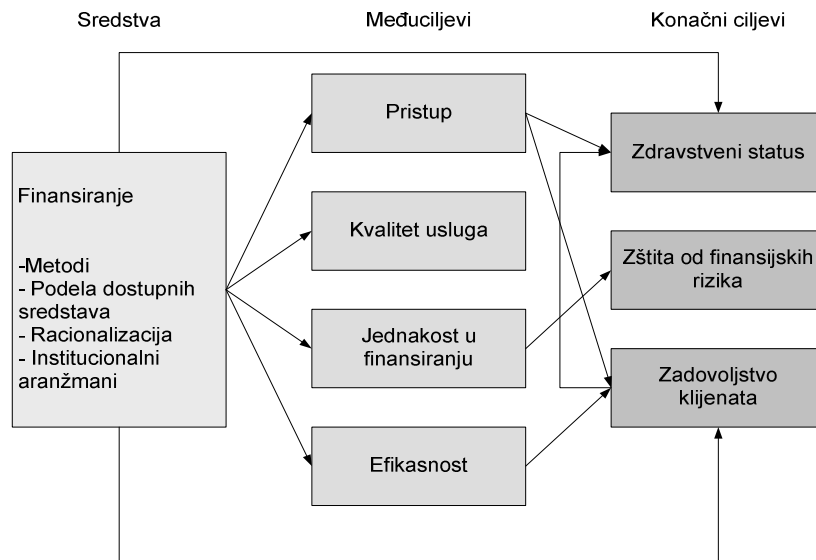 Sredstva
Međuciljevi
Konačni ciljevi
Finansiranje
-Metodi
- Podela dostupnih
sredstava
- Racionalizacija
- Institucionalni
aranžmani
Pristup
Kvalitet usluga
Jednakost u
finansiranju
Efikasnost
Zdravstveni status
Zštita od finansijskih
rizika
Zadovoljstvo
klijenata